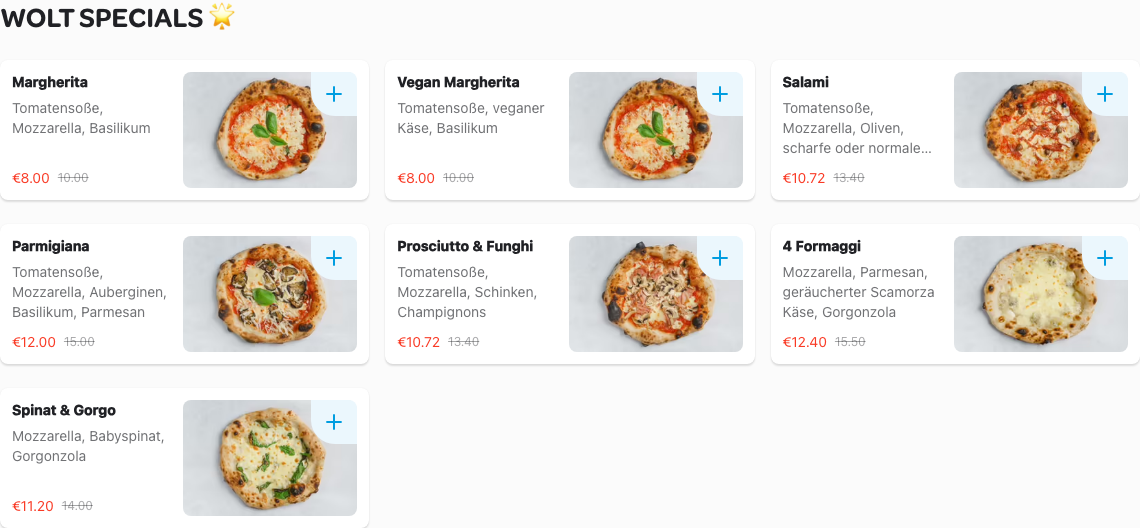 WOLT SPECIALS 🌟
Margherita
Tomatensoße,
Mozzarella, Basilikum
€8.00 10.00
Vegan Margherita
Tomatensoße, veganer
Käse, Basilikum
€8.00 10.00
Salami
Tomatensoße,
Mozzarella, Oliven,
scharfe oder normale...
€10.72 13.40
Parmigiana
Tomatensoße,
Mozzarella, Auberginen,
Basilikum, Parmesan
€12.00 15.00
Prosciutto & Funghi
Tomatensoße,
Mozzarella, Schinken,
Champignons
€10.72 13.40
4 Formaggi
Mozzarella, Parmesan,
geräucherter Scamorza
Käse, Gorgonzola
€12.40 15.50
Spinat & Gorgo
Mozzarella, Babyspinat,
Gorgonzola
€11.20 14.00